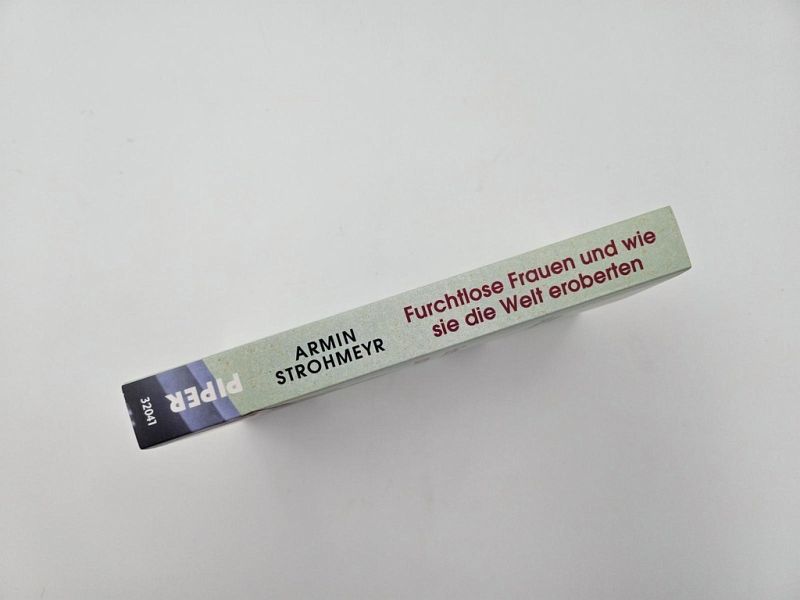 ARMIN
STROHMEYR
Furchtlose Frauen und wie
sie die Welt eroberten
PIPER
32041